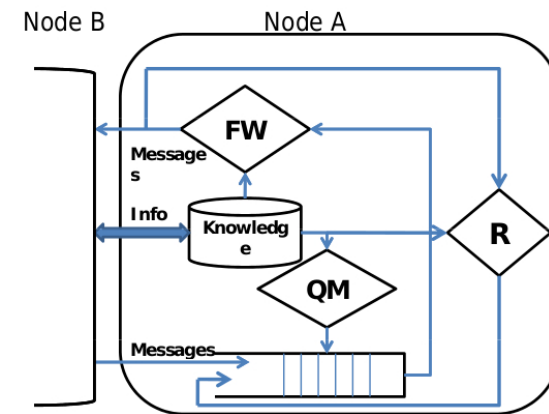 Node B
Node A
FW
Message
s
Info
Knowledg
e
R
QM
Messages